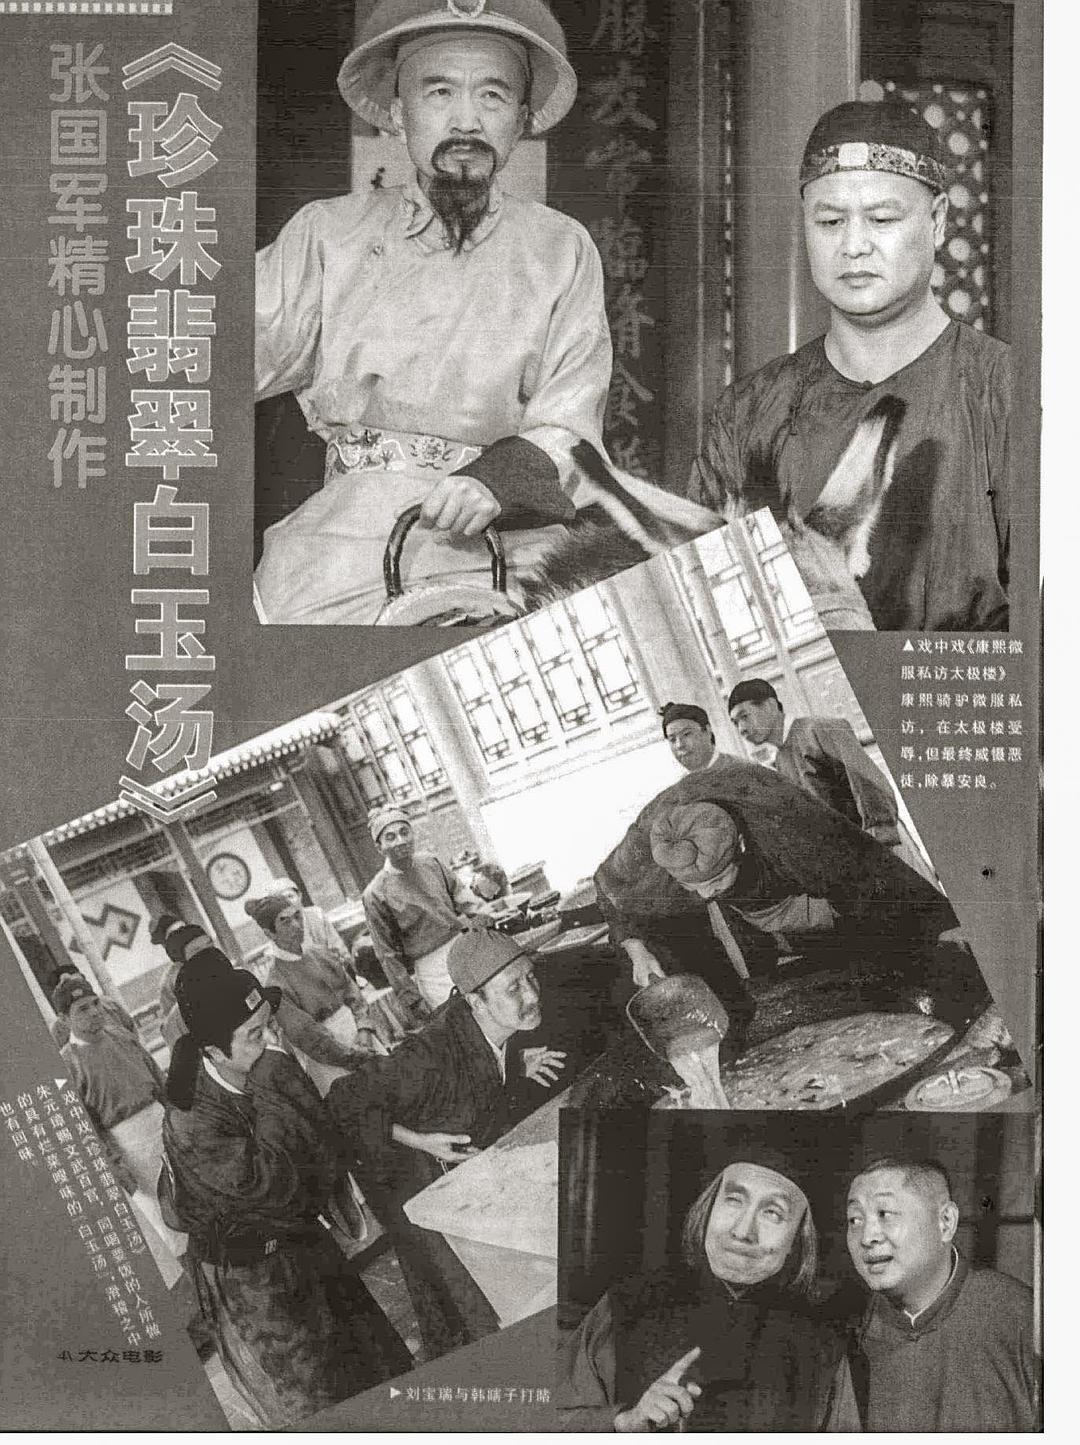 《珍珠翡翠白玉汤》
张国军精心制作
▲戏中戏《康熙微
服私访太极楼》
康熙骑驴微服私
访，在太极楼受
辱,但最终威慑恶
徒,除暴安良。
▶戏中戏《珍珠翡翠白玉汤》
朱元璋赐文武百官，同喝要饭的人所做
的具有烂菜嗖味的“白玉汤”，滑稽之中
也有回味。
大众电影
▶刘宝瑞与韩瞎子打赌